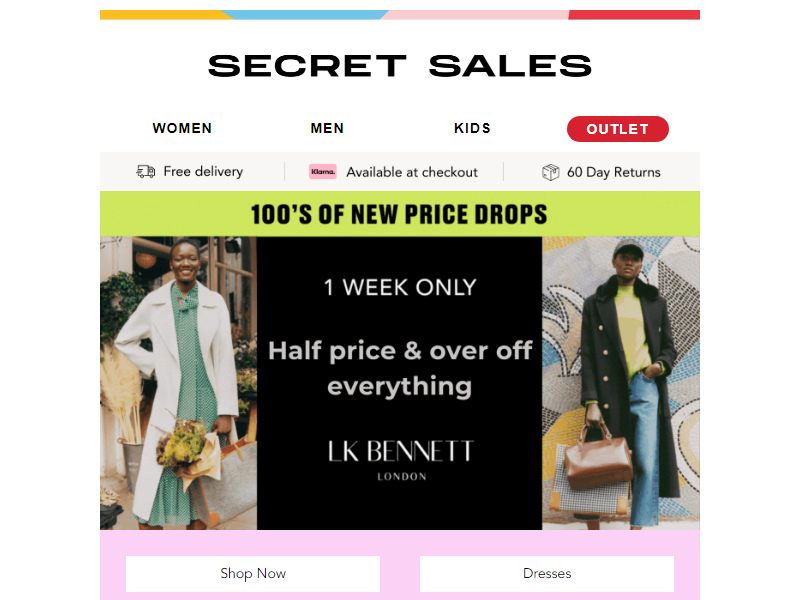 SECRET SALES
WOMEN MEN KIDS OUTLET
Free delivery Klarna. Available at checkout 60 Day Returns
100'S OF NEW PRICE DROPS
1 WEEK ONLY
Half price & over off
everything
LK BENNETT
LONDON
Shop Now Dresses